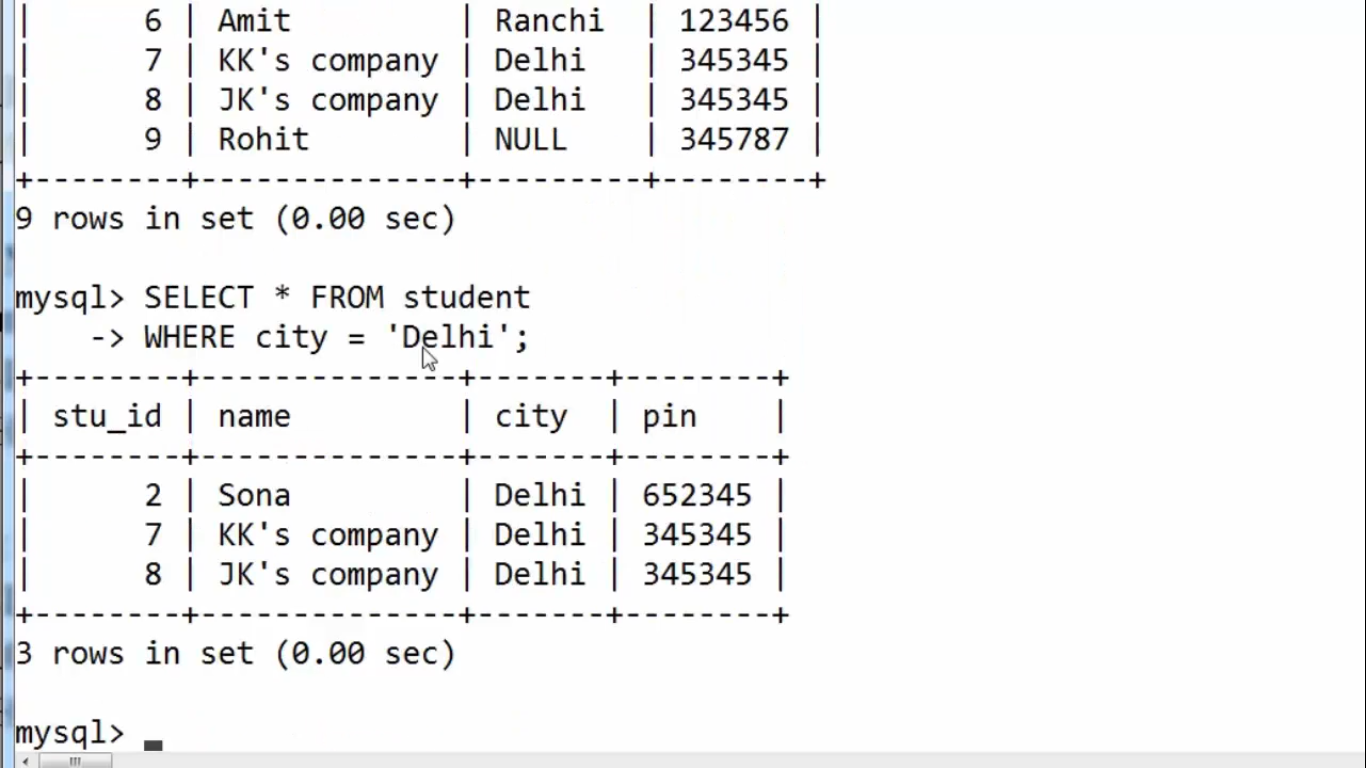 |      6 | Amit         | Ranchi  | 123456 |
|      7 | KK's company | Delhi   | 345345 |
|      8 | JK's company | Delhi   | 345345 |
|      9 | Rohit        | NULL    | 345787 |
+--------+--------------+---------+--------+
9 rows in set (0.00 sec)
mysql> SELECT * FROM student
    -> WHERE city = 'Delhi';
+--------+--------------+-------+--------+
| stu_id | name         | city  | pin    |
+--------+--------------+-------+--------+
|      2 | Sona         | Delhi | 652345 |
|      7 | KK's company | Delhi | 345345 |
|      8 | JK's company | Delhi | 345345 |
+--------+--------------+-------+--------+
3 rows in set (0.00 sec)
mysql>